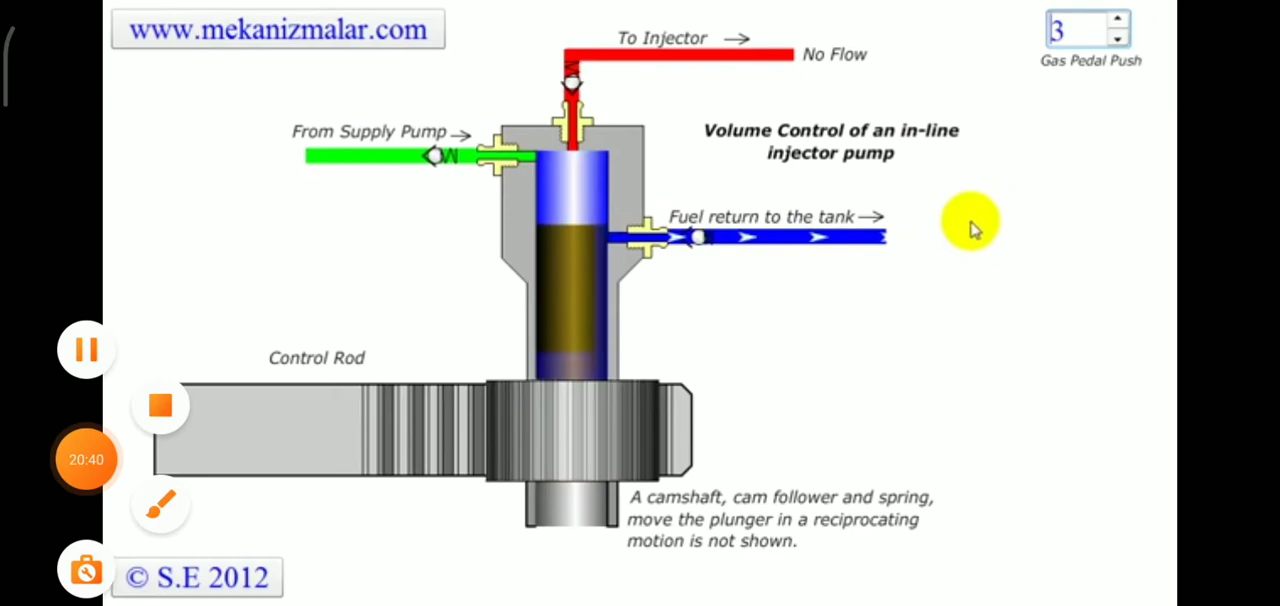 www.mekanizmalar.com
To Injector
No Flow
3
Gas Pedal Push
From Supply Pump
Volume Control of an in-line
injector pump
Fuel return to the tank
Control Rod
20:40
A camshaft, cam follower and spring,
move the plunger in a reciprocating
motion is not shown.
© S.E 2012